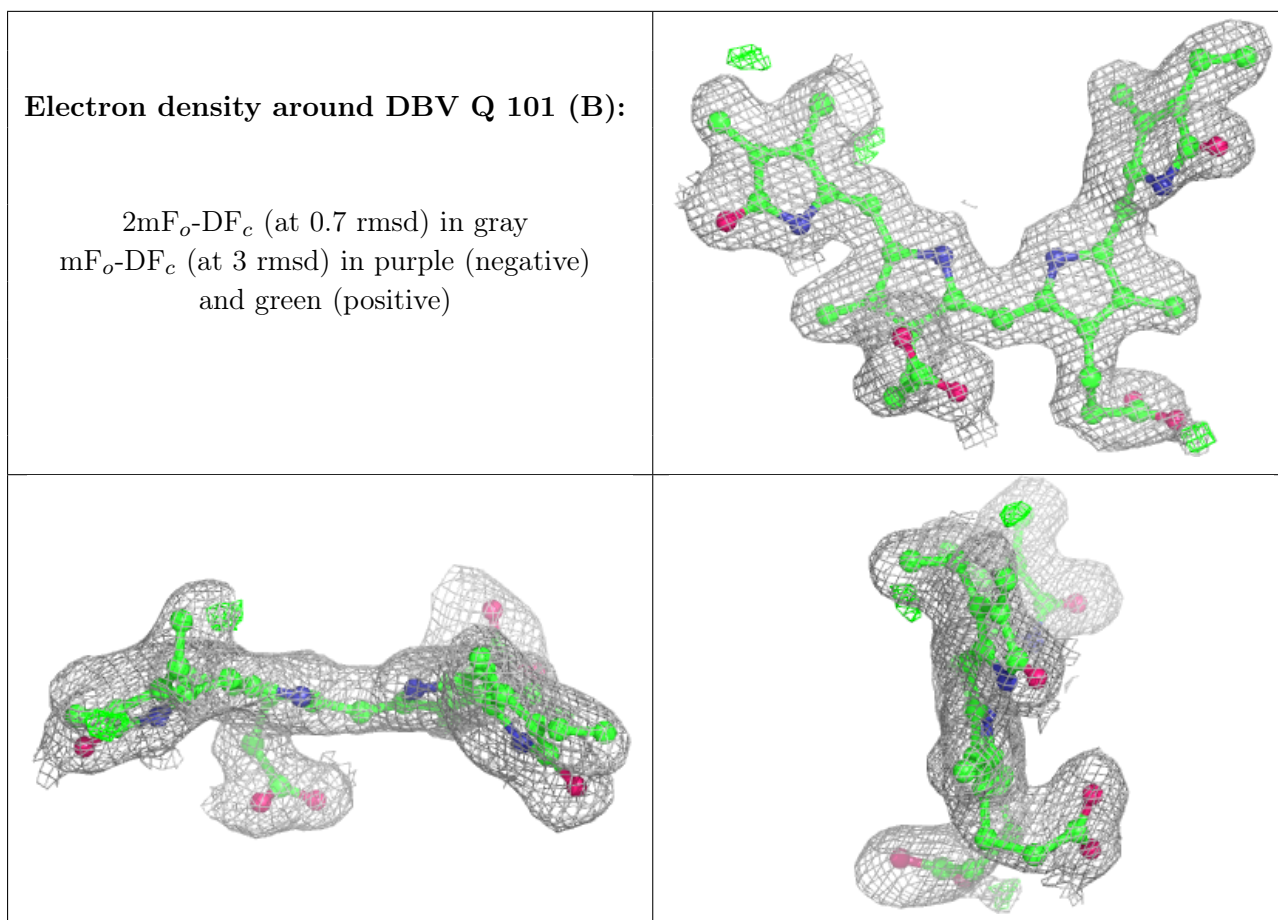 Electron density around DBV Q 101 (B):
2mFₒ-DF𝒸 (at 0.7 rmsd) in gray
mFₒ-DF𝒸 (at 3 rmsd) in purple (negative)
and green (positive)